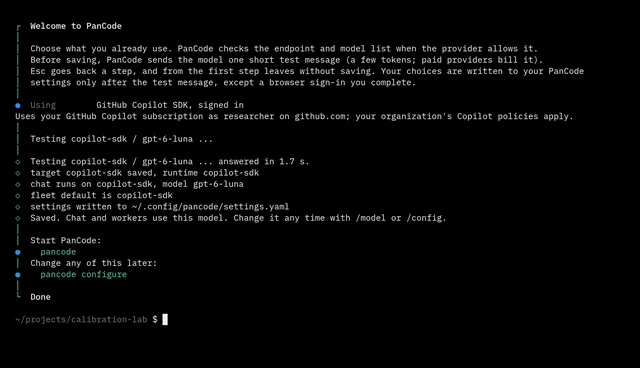 Welcome to PanCode
Choose what you already use. PanCode checks the endpoint and model list when the provider allows it.
Before saving, PanCode sends the model one short test message (a few tokens; paid providers bill it).
Esc goes back a step, and from the first step leaves without saving. Your choices are written to your PanCode
settings only after the test message, except a browser sign-in you complete.
Using GitHub Copilot SDK, signed in
Uses your GitHub Copilot subscription as researcher on github.com; your organization's Copilot policies apply.
Testing copilot-sdk / gpt-6-luna ...
Testing copilot-sdk / gpt-6-luna ... answered in 1.7 s.
target copilot-sdk saved, runtime copilot-sdk
chat runs on copilot-sdk, model gpt-6-luna
fleet default is copilot-sdk
settings written to ~/.config/pancode/settings.yaml
Saved. Chat and workers use this model. Change it any time with /model or /config.
Start PanCode:
pancode
Change any of this later:
pancode configure
Done
~/projects/calibration-lab $